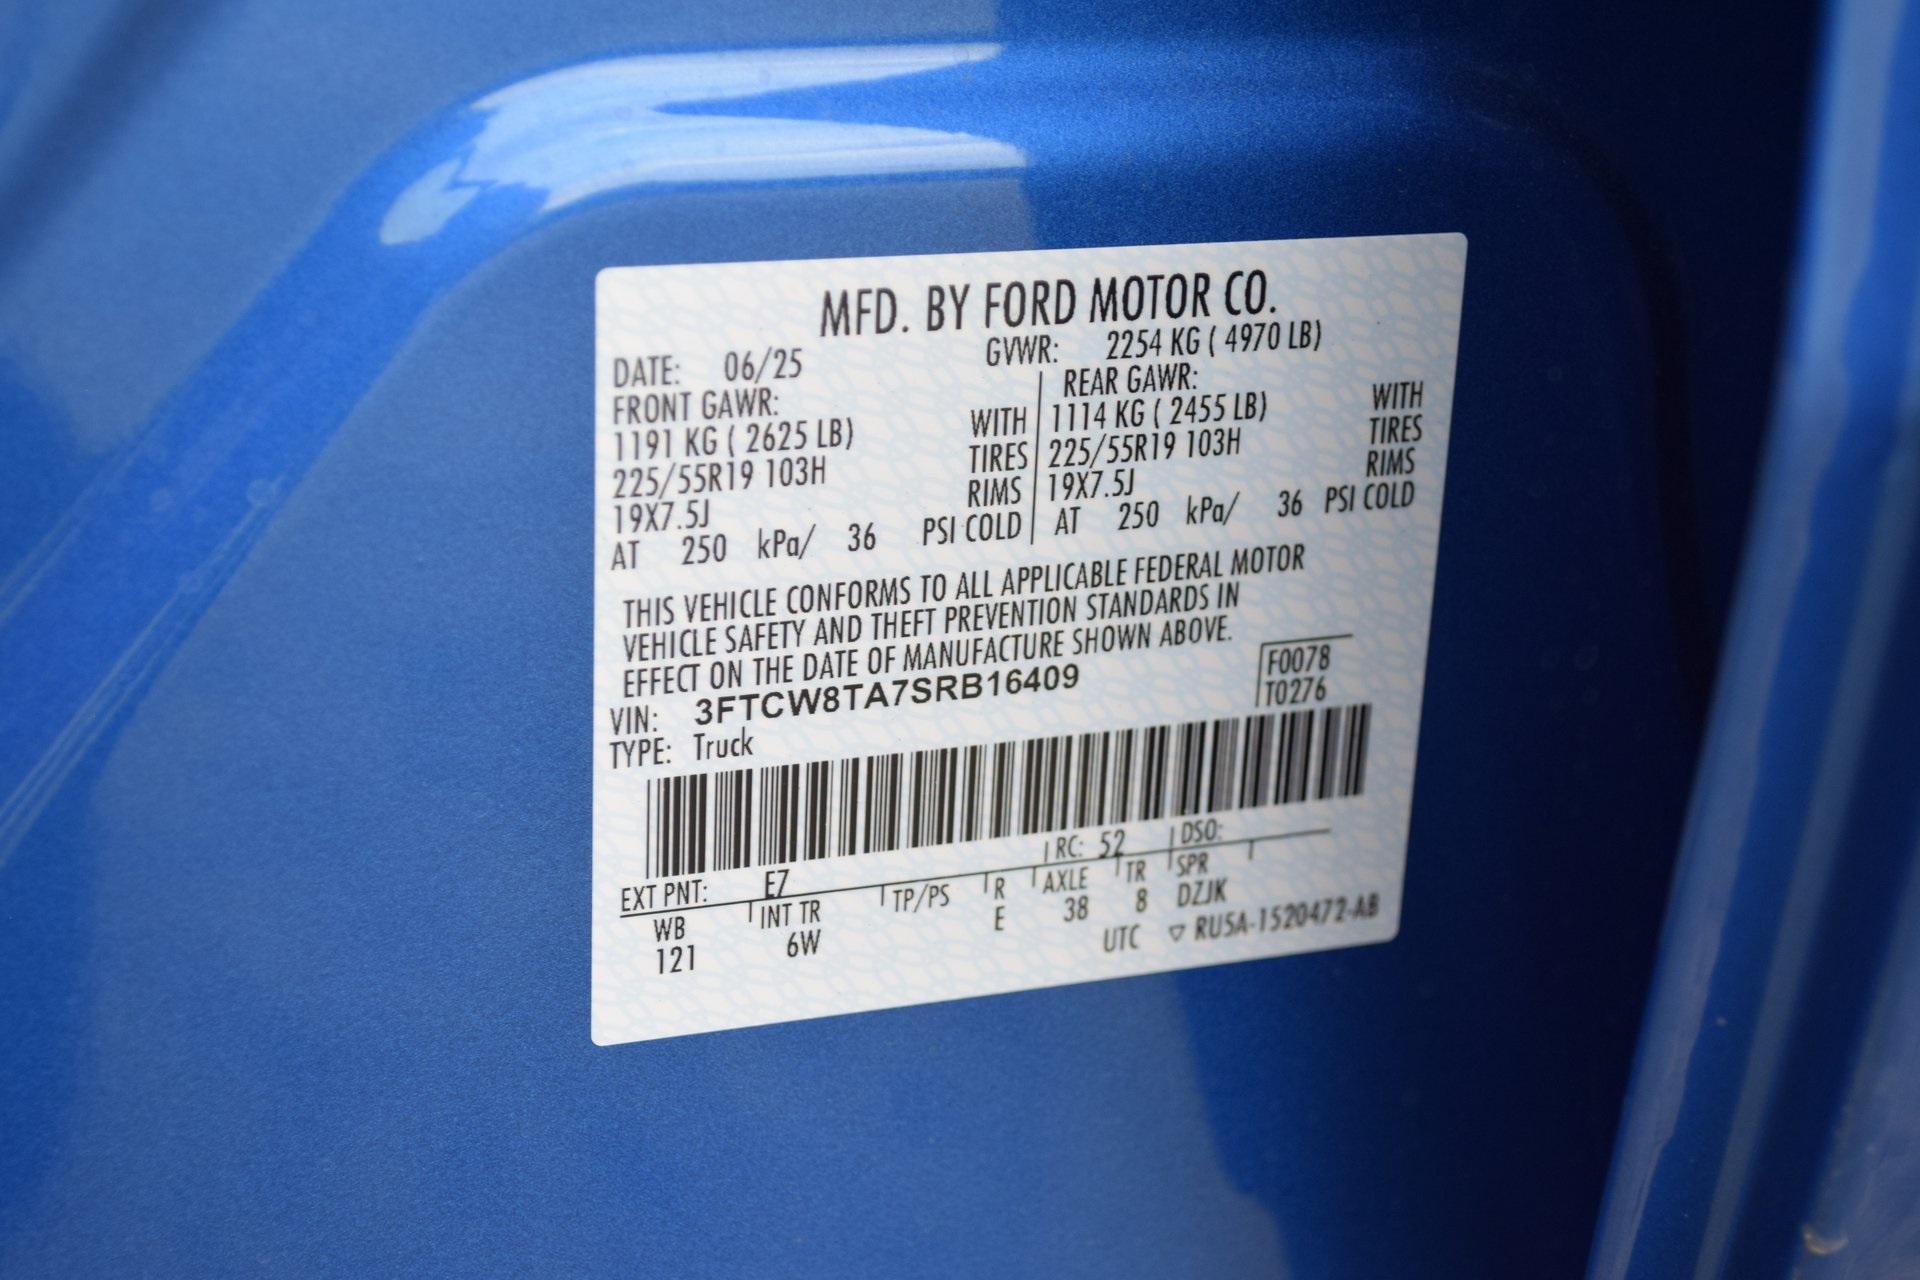 MFD. BY FORD MOTOR CO.
DATE: 06/25 GVWR: 2254 KG ( 4970 LB)
FRONT GAWR: REAR GAWR:
1191 KG ( 2625 LB) WITH 1114 KG ( 2455 LB) WITH
225/55R19 103H TIRES 225/55R19 103H TIRES
19X7.5J RIMS 19X7.5J RIMS
AT 250 kPa/ 36 PSI COLD AT 250 kPa/ 36 PSI COLD
THIS VEHICLE CONFORMS TO ALL APPLICABLE FEDERAL MOTOR
VEHICLE SAFETY AND THEFT PREVENTION STANDARDS IN
EFFECT ON THE DATE OF MANUFACTURE SHOWN ABOVE.
F0078
VIN: 3FTCW8TA7SRB16409 T0276
TYPE: Truck
EXT PNT: E7 RC: 52 DSO:
WB INT TR TP/PS R AXLE TR SPR
121 6W E 38 8 DZJK
UTC ▽ RU5A-1520472-AB